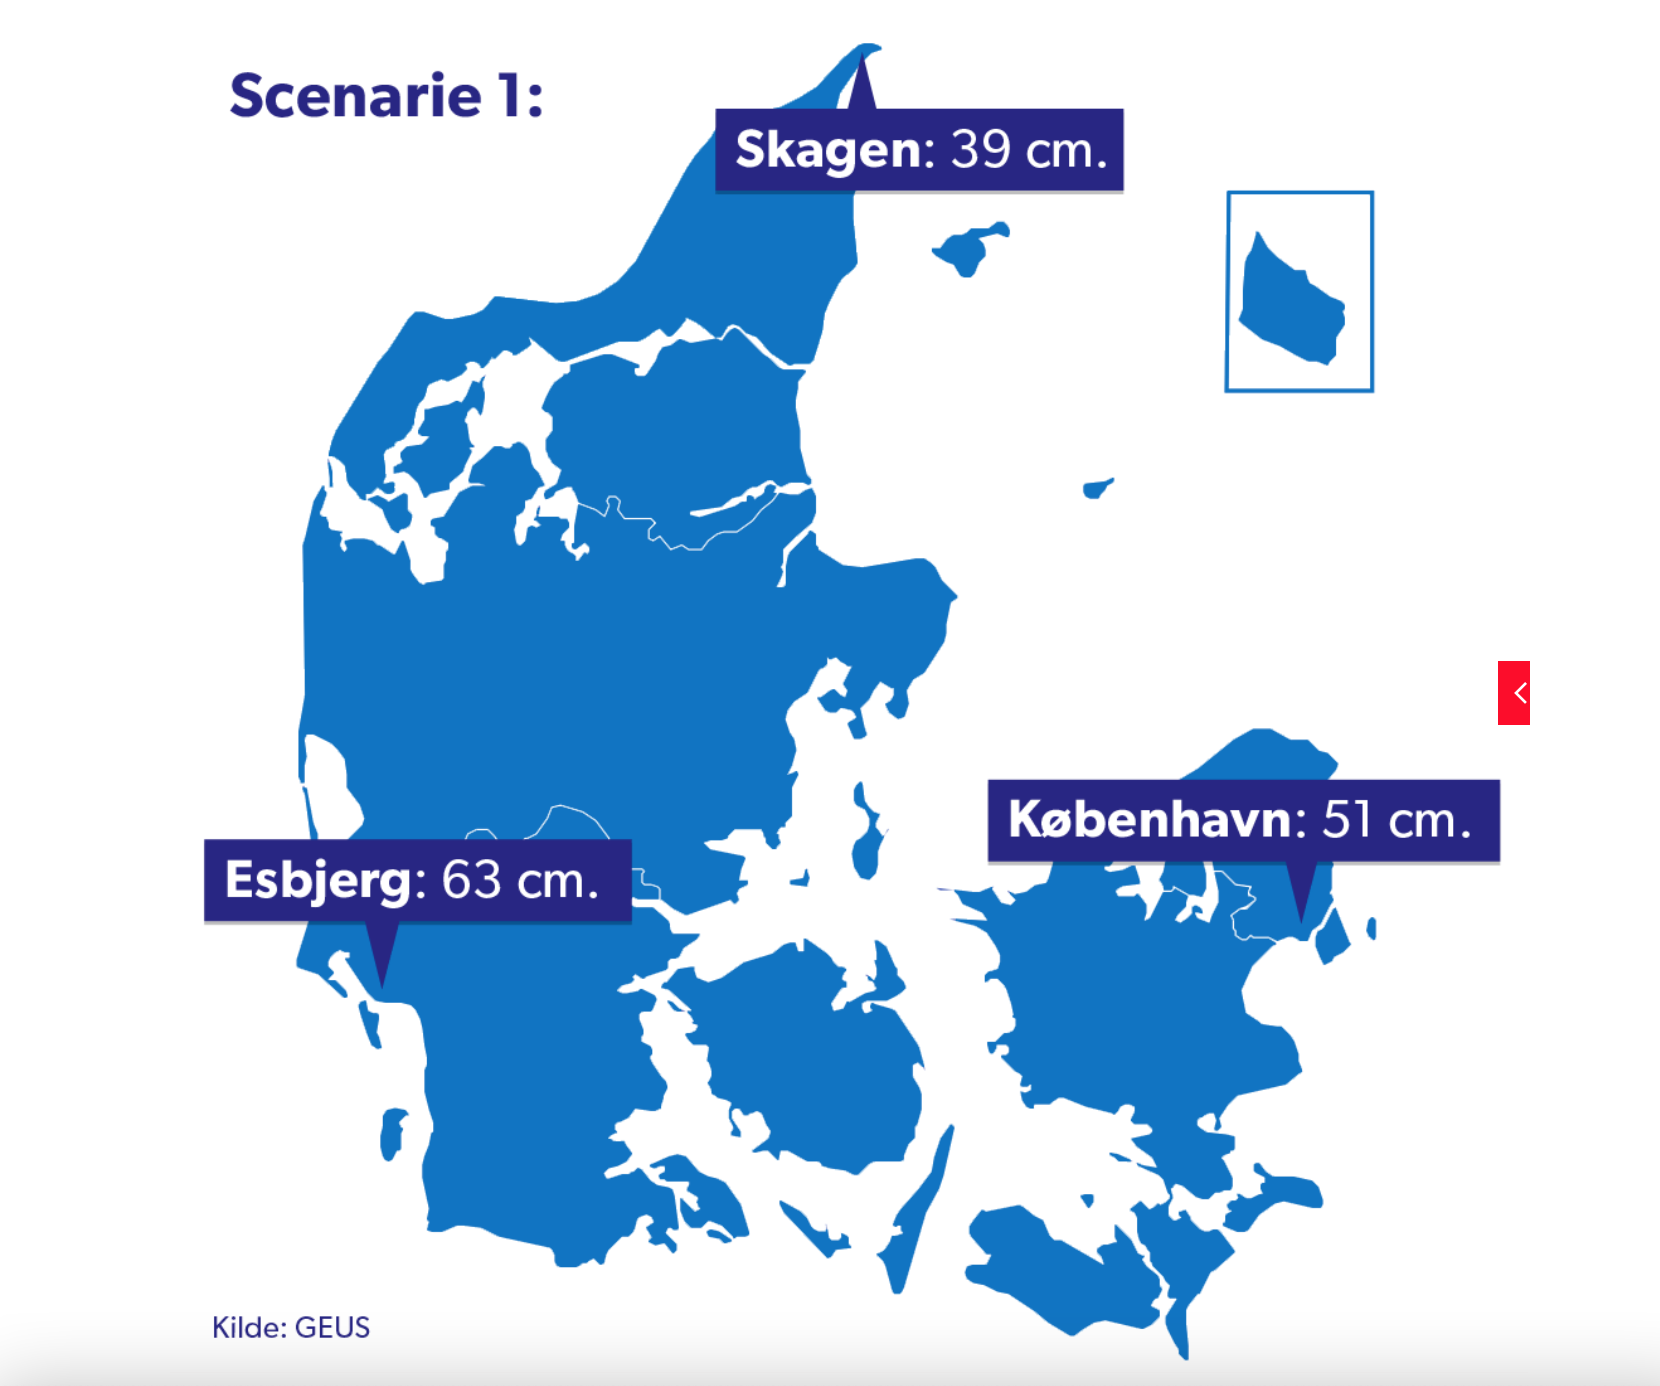 Scenarie 1:
Skagen: 39 cm.
København: 51 cm.
Esbjerg: 63 cm.
Kilde: GEUS